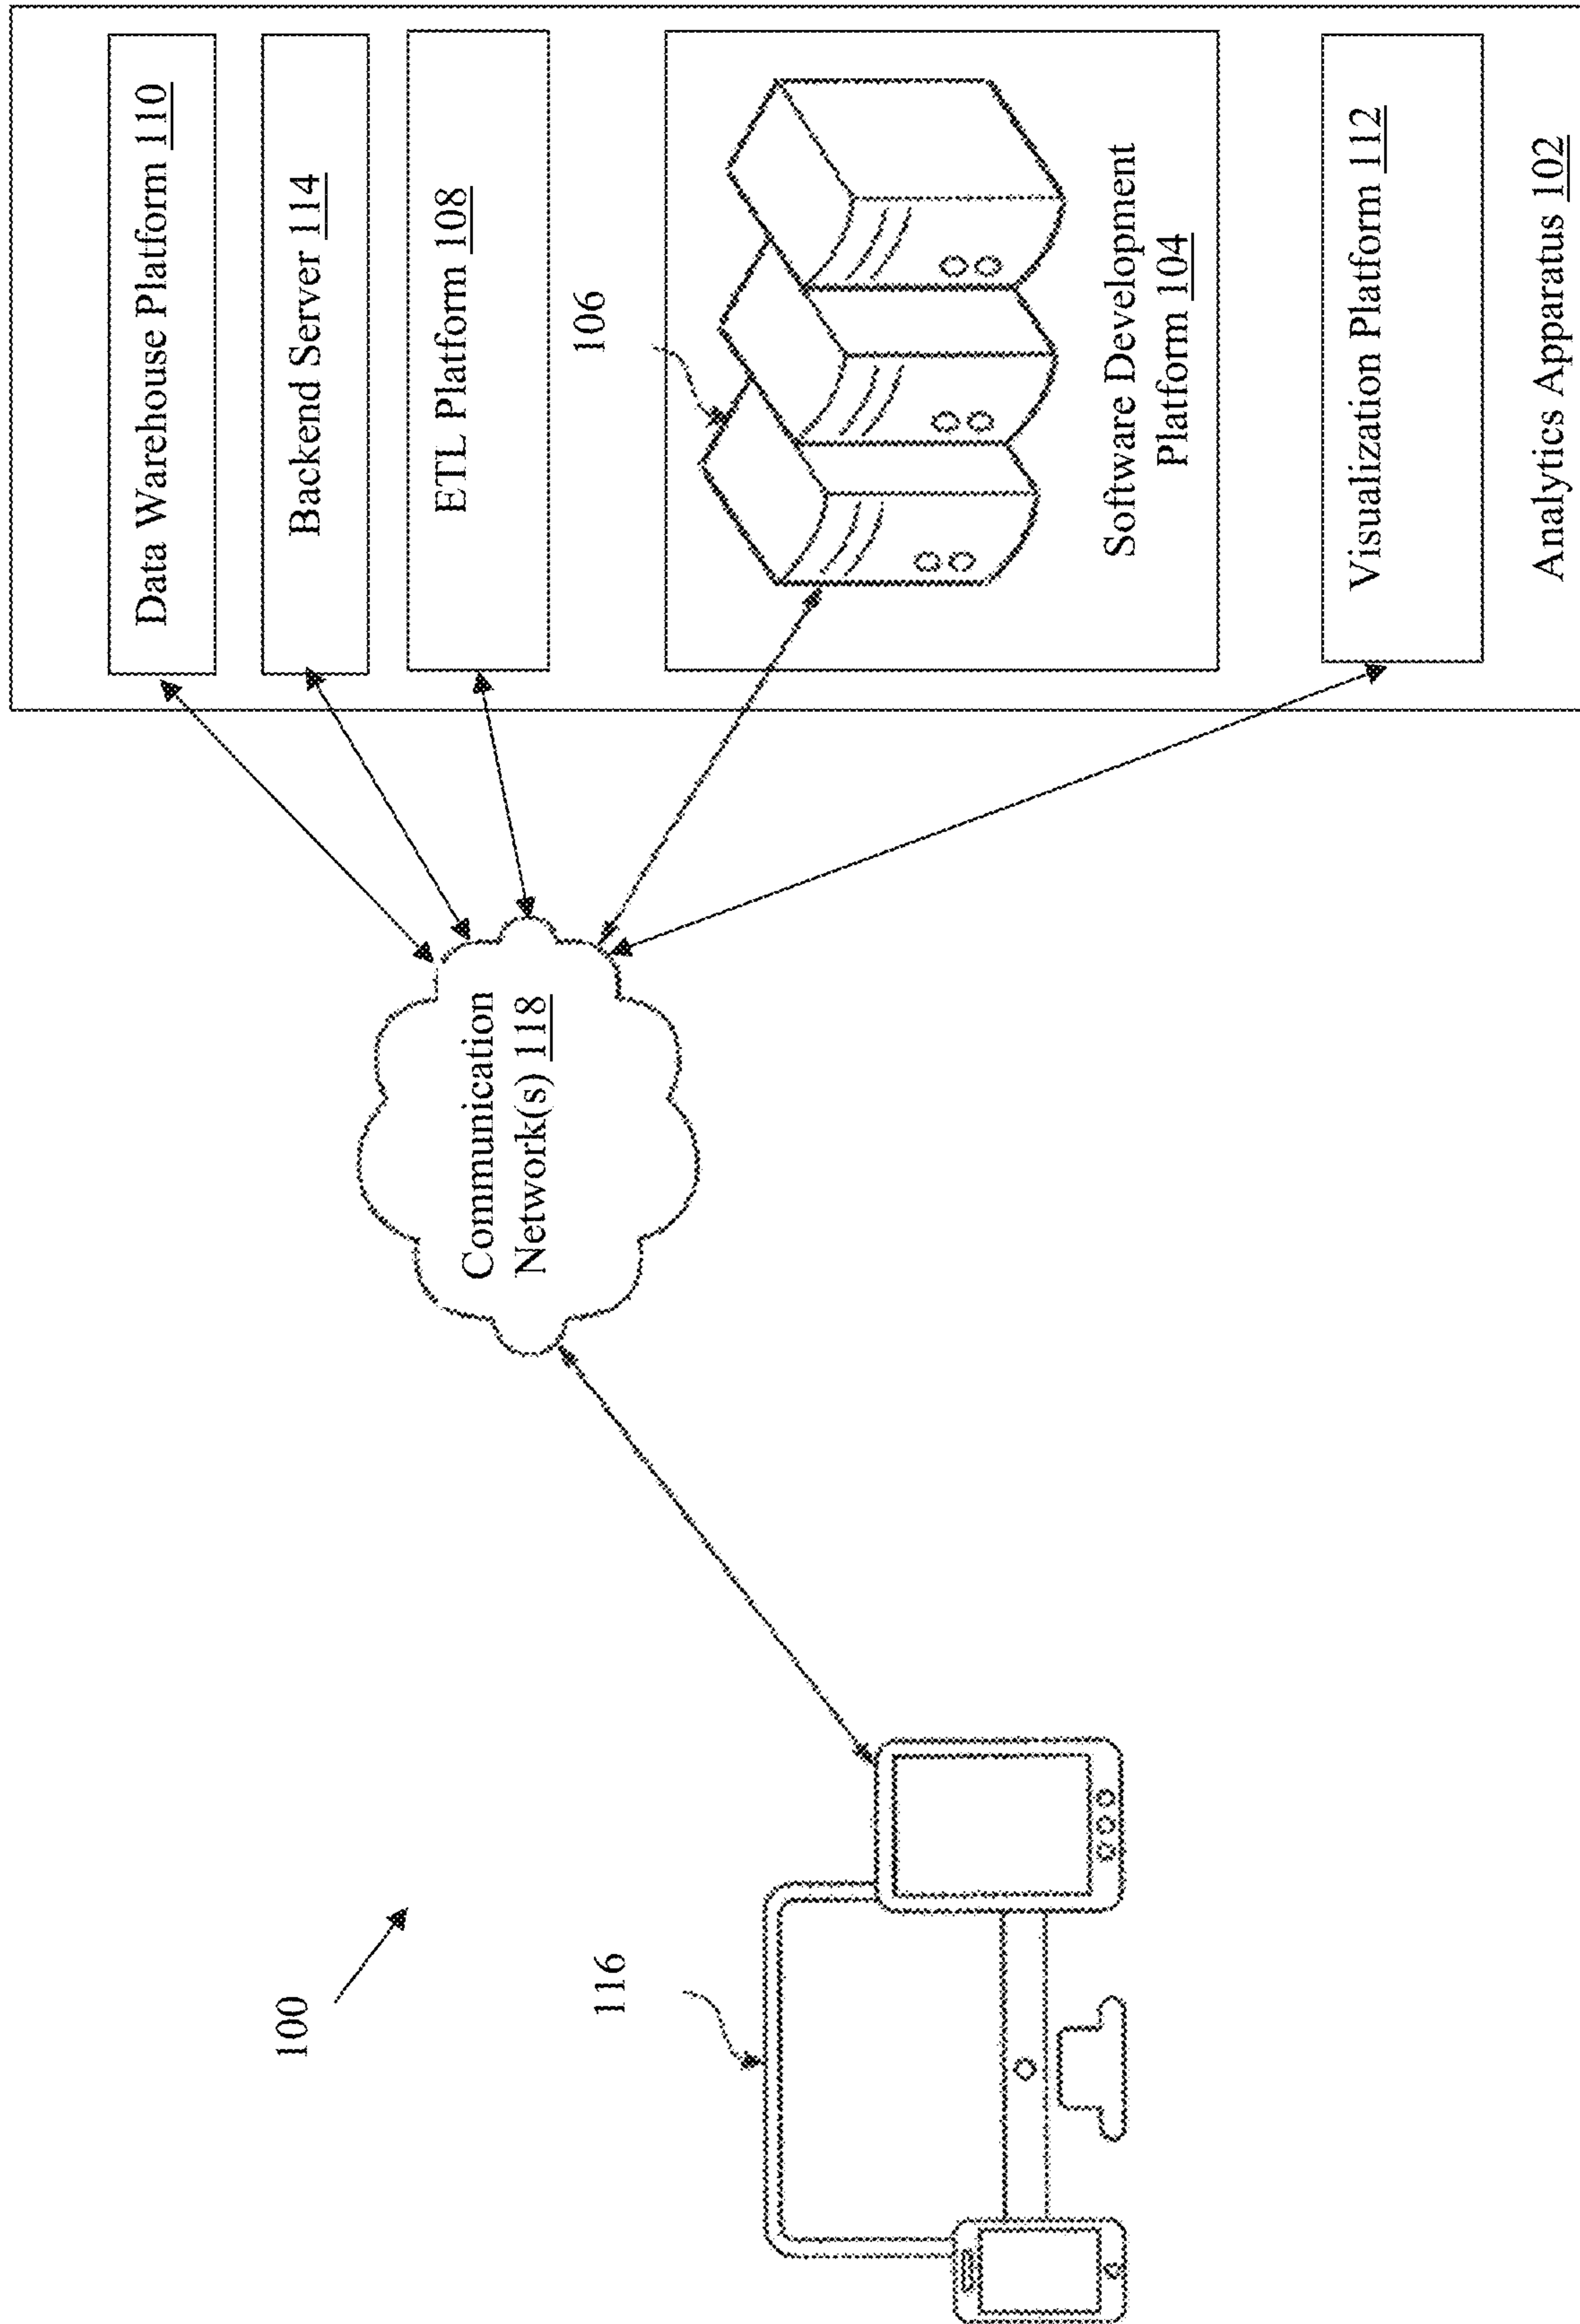 Data Warehouse Platform 110
Backend Server 114
ETL Platform 108
106
Software Development
Platform 104
Visualization Platform 112
Analytics Apparatus 102
Communication
Network(s) 118
100
116